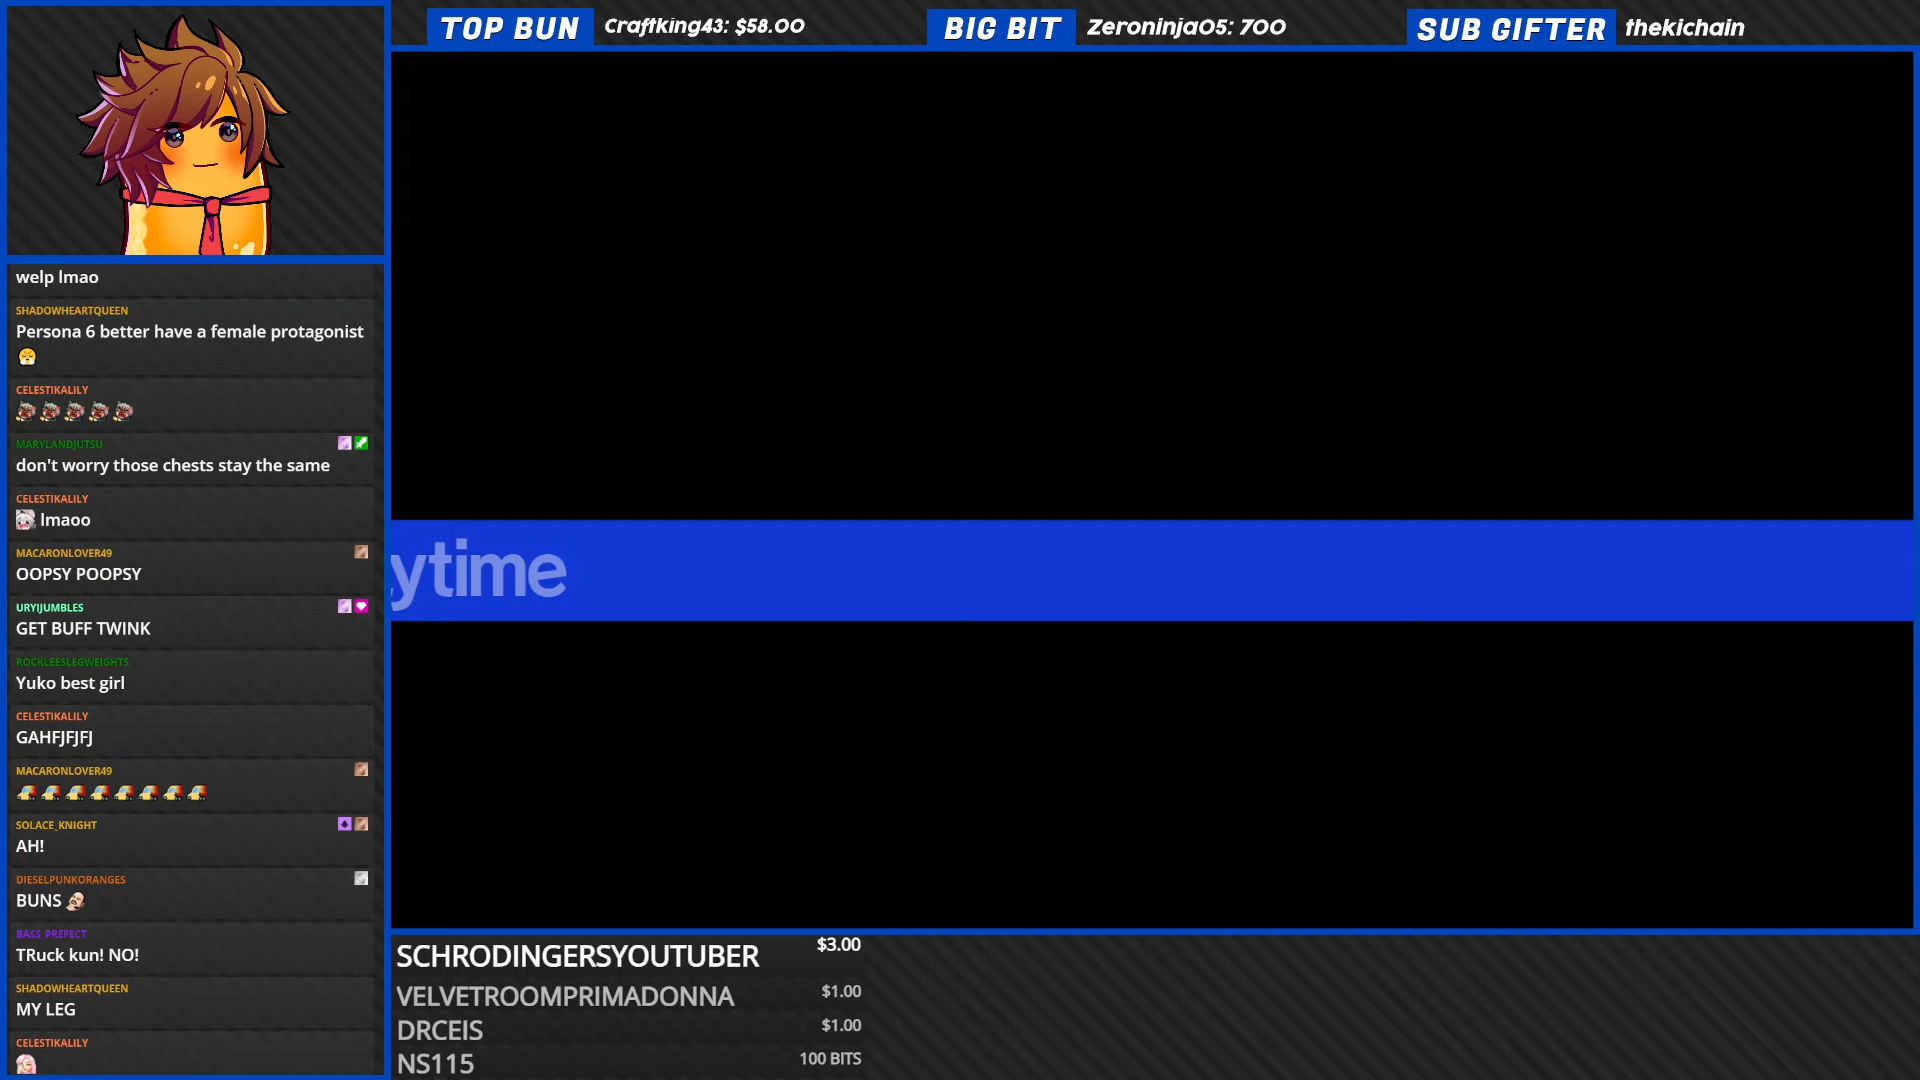 TOP BUN Craftking43: $58.00 BIG BIT Zeroninja05: 700 SUB GIFTER thekichain
welp lmao
SHADOWHEARTQUEEN
Persona 6 better have a female protagonist
CELESTIKALILY
MARYLANDJUTSU
don't worry those chests stay the same
CELESTIKALILY
lmaoo
MACARONLOVER49
OOPSY POOPSY
URYIJUMBLES
GET BUFF TWINK
ROCKLEESLEGWEIGHTS
Yuko best girl
CELESTIKALILY
GAHFJFJFJ
MACARONLOVER49
SOLACE_KNIGHT
AH!
DIESELPUNKORANGES
BUNS
BASS_PREFECT
TRuck kun! NO!
SHADOWHEARTQUEEN
MY LEG
CELESTIKALILY
ytime
SCHRODINGERSYOUTUBER $3.00
VELVETROOMPRIMADONNA $1.00
DRCEIS $1.00
NS115 100 BITS